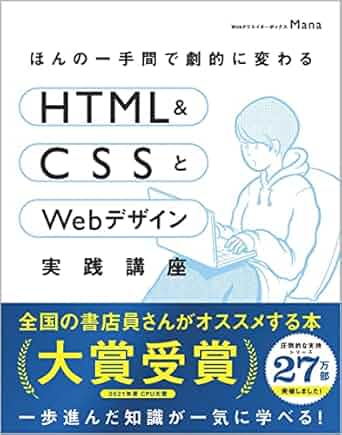 Webクリエイターボックス Mana
ほんの一手間で劇的に変わる
HTML &
CSSと
Webデザイン
実践講座
全国の書店員さんがオススメする本
大賞受賞
2021年度 CPU大賞
圧倒的な支持
シリーズ
27万部
突破しました!
一歩進んだ知識が一気に学べる!